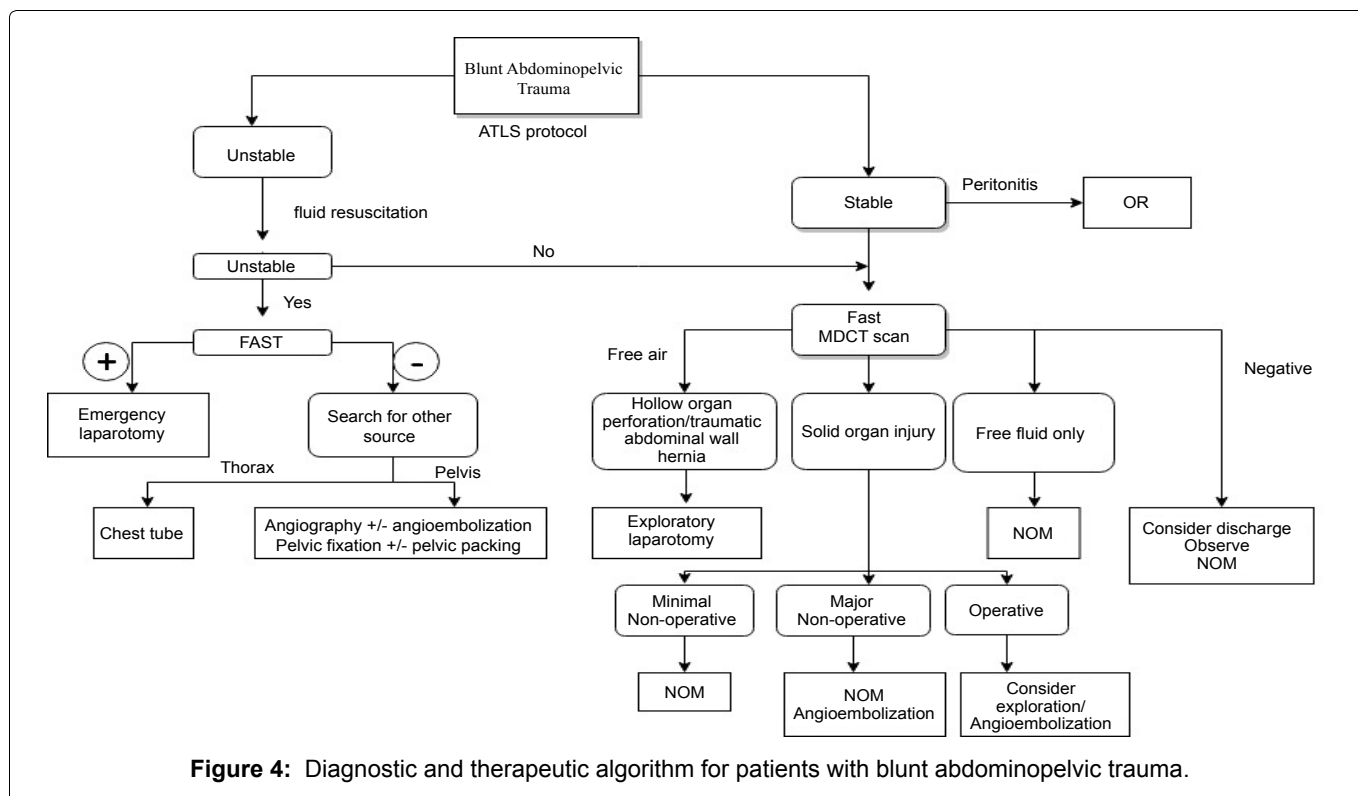 Blunt Abdominopelvic
Trauma
ATLS protocol
Unstable
fluid resuscitation
Stable
Peritonitis
OR
Unstable
No
Yes
FAST
+
-
Emergency
laparotomy
Search for other
source
Thorax
Pelvis
Chest tube
Angiography +/- angioembolization
Pelvic fixation +/- pelvic packing
Fast
MDCT scan
Free air
Negative
Hollow organ
perforation/traumatic
abdominal wall
hernia
Solid organ injury
Free fluid only
Exploratory
laparotomy
NOM
Consider discharge
Observe
NOM
Minimal
Non-operative
Major
Non-operative
Operative
NOM
NOM
Angioembolization
Consider
exploration/
Angioembolization
Figure 4: Diagnostic and therapeutic algorithm for patients with blunt abdominopelvic trauma.